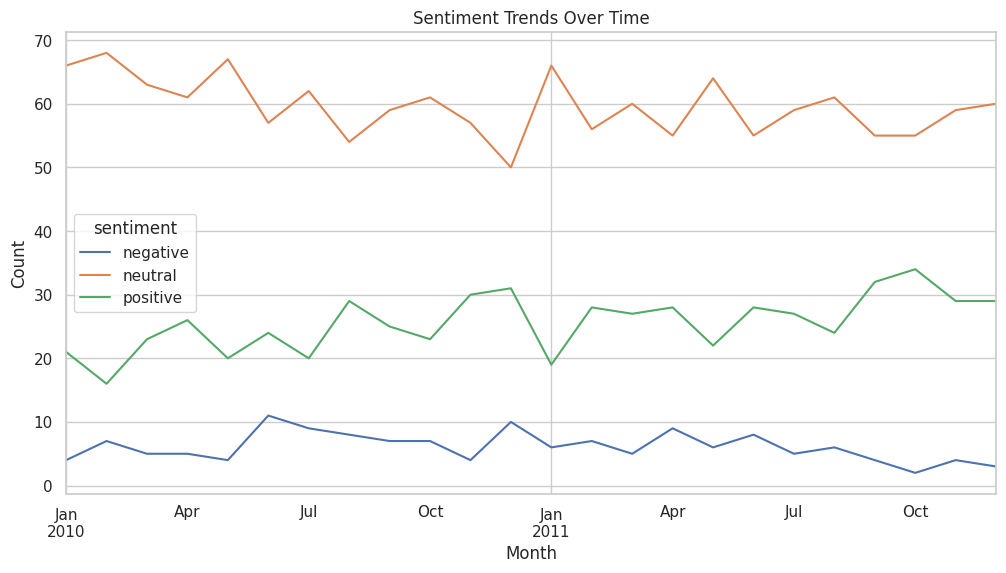 Sentiment Trends Over Time
70
60
50
40
30
20
10
0
Count
sentiment
negative
neutral
positive
Jan
2010
Apr
Jul
Oct
Jan
2011
Apr
Jul
Oct
Month